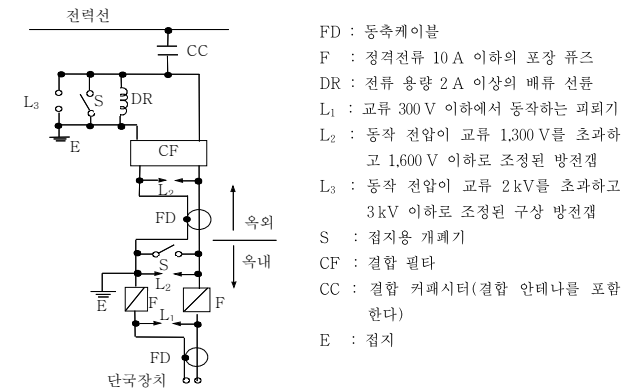 전력선
CC
L₃
S
DR
E
CF
L₂
FD
옥외
옥내
S
L₂
E
F
F
L₁
FD
단국장치
FD : 동축케이블
F : 정격전류 10 A 이하의 포장 퓨즈
DR : 전류 용량 2 A 이상의 배류 선륜
L₁ : 교류 300 V 이하에서 동작하는 피뢰기
L₂ : 동작 전압이 교류 1,300 V를 초과하
고 1,600 V 이하로 조정된 방전갭
L₃ : 동작 전압이 교류 2 kV를 초과하고
3 kV 이하로 조정된 구상 방전갭
S : 접지용 개폐기
CF : 결합 필타
CC : 결합 커패시터(결합 안테나를 포함
한다)
E : 접지